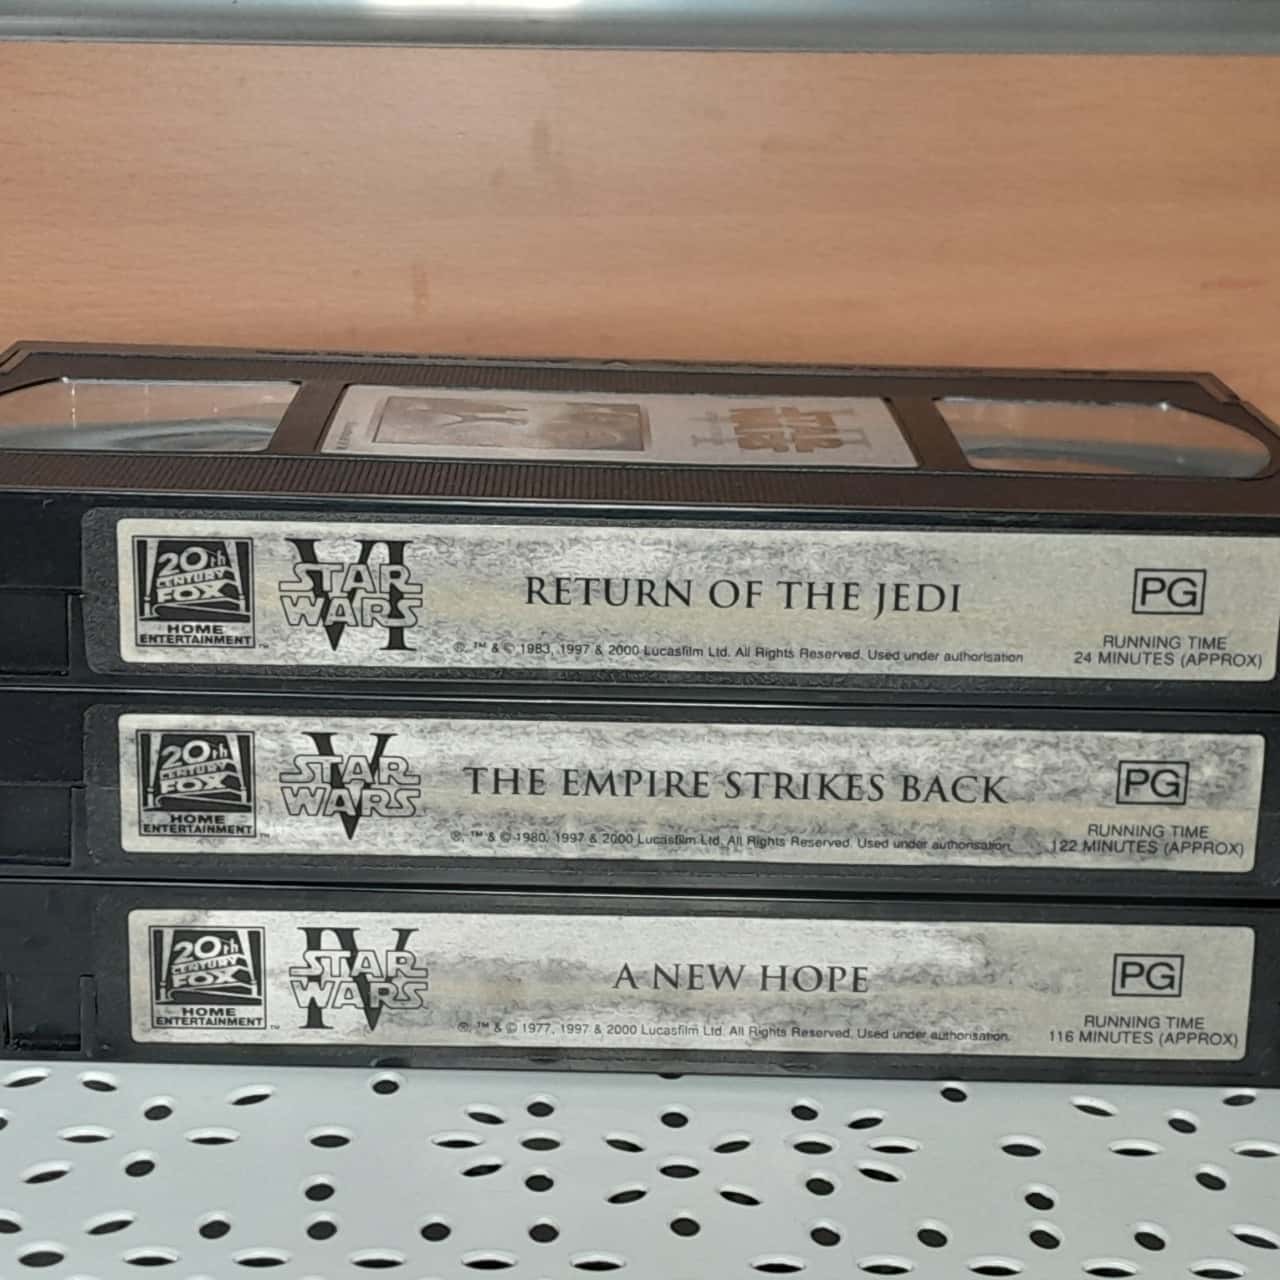 20th
CENTURY
FOX
HOME
ENTERTAINMENT™
VI
STAR
WARS
RETURN OF THE JEDI
®, ™ & © 1983, 1997 & 2000 Lucasfilm Ltd. All Rights Reserved. Used under authorisation
PG
RUNNING TIME
24 MINUTES (APPROX)
20th
CENTURY
FOX
HOME
ENTERTAINMENT™
V
STAR
WARS
THE EMPIRE STRIKES BACK
®, ™ & © 1980, 1997 & 2000 Lucasfilm Ltd. All Rights Reserved. Used under authorisation.
PG
RUNNING TIME
122 MINUTES (APPROX)
20th
CENTURY
FOX
HOME
ENTERTAINMENT™
IV
STAR
WARS
A NEW HOPE
®, ™ & © 1977, 1997 & 2000 Lucasfilm Ltd. All Rights Reserved. Used under authorisation.
PG
RUNNING TIME
116 MINUTES (APPROX)